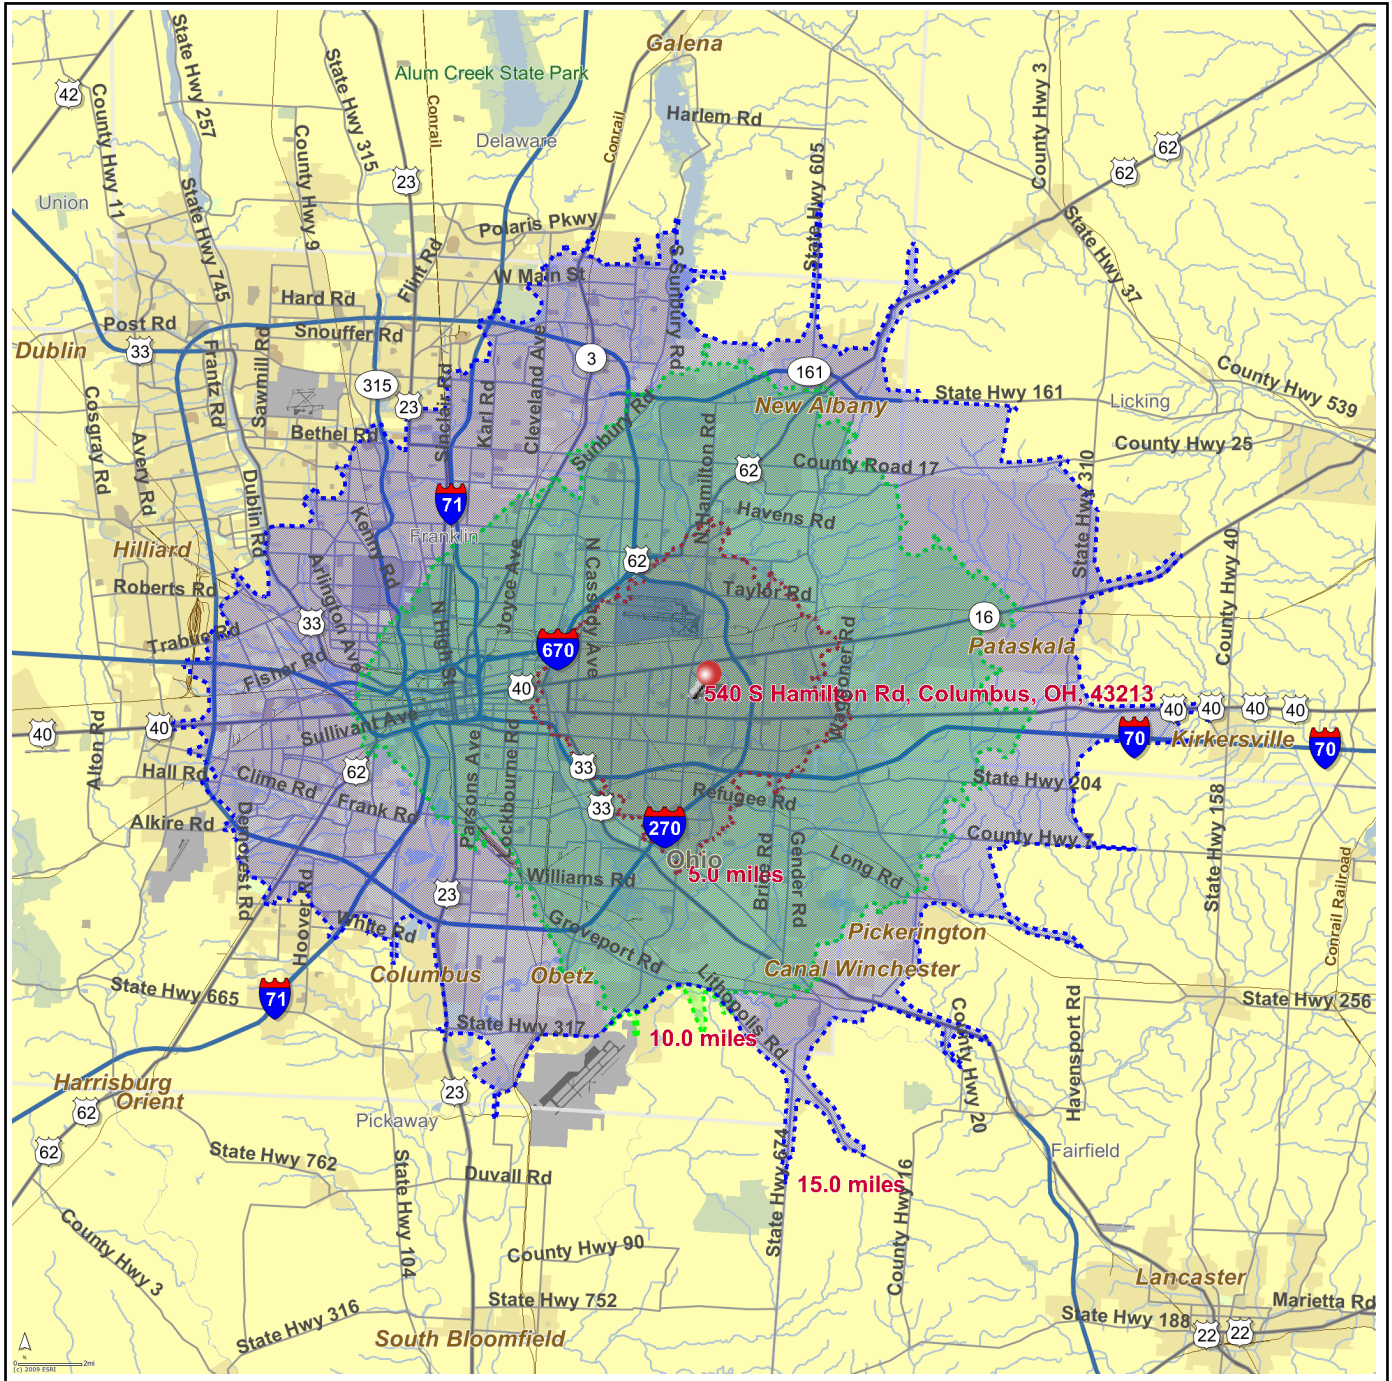 Galena
State Hwy 257
State Hwy 315
Alum Creek State Park
County Hwy 3
42
County Hwy 11
Conrail
Harlem Rd
Conrail
County Hwy 9
Delaware
62
62
State Hwy 605
23
Union
State Hwy 745
Polaris Pkwy
State Hwy 37
Flint Rd
W Main St
S Sunbury Rd
Hard Rd
Post Rd
Snouffer Rd
Dublin
33
Frantz Rd
Sawmill Rd
Cleveland Ave
3
161
County Hwy 539
315
23
Sinclair Rd
Karl Rd
Sunbury Rd
New Albany
State Hwy 161
Licking
Cosgray Rd
Avery Rd
Bethel Rd
N Hamilton Rd
County Hwy 25
62
County Road 17
State Hwy 310
Dublin Rd
71
Kenny Rd
Franklin
Havens Rd
Hilliard
Arlington Ave
Joyce Ave
N Cassady Ave
62
County Hwy 40
Roberts Rd
Taylor Rd
33
N High St
16
Trabue Rd
670
Waggoner Rd
Pataskala
Fisher Rd
40
540 S Hamilton Rd, Columbus, OH, 43213
40
40
40
40
40
40
Alton Rd
Sullivant Ave
70
Kirkersville
70
Hall Rd
Clime Rd
62
Parsons Ave
Lockbourne Rd
33
State Hwy 204
Frank Rd
33
Refugee Rd
State Hwy 158
Alkire Rd
Demorest Rd
270
County Hwy 7
Ohio
5.0 miles
Brice Rd
Gender Rd
Long Rd
Williams Rd
23
Hoover Rd
White Rd
Groveport Rd
Pickerington
Conrail Railroad
Columbus
Obetz
Canal Winchester
State Hwy 665
71
Lithopolis Rd
State Hwy 256
State Hwy 317
10.0 miles
County Hwy 20
Havensport Rd
Harrisburg
Orient
62
23
Pickaway
62
State Hwy 762
State Hwy 104
Duvall Rd
State Hwy 674
15.0 miles
County Hwy 16
Fairfield
County Hwy 3
County Hwy 90
Lancaster
State Hwy 752
Marietta Rd
State Hwy 316
South Bloomfield
State Hwy 188
22
22
N
0
2mi
(c) 2009 ESRI